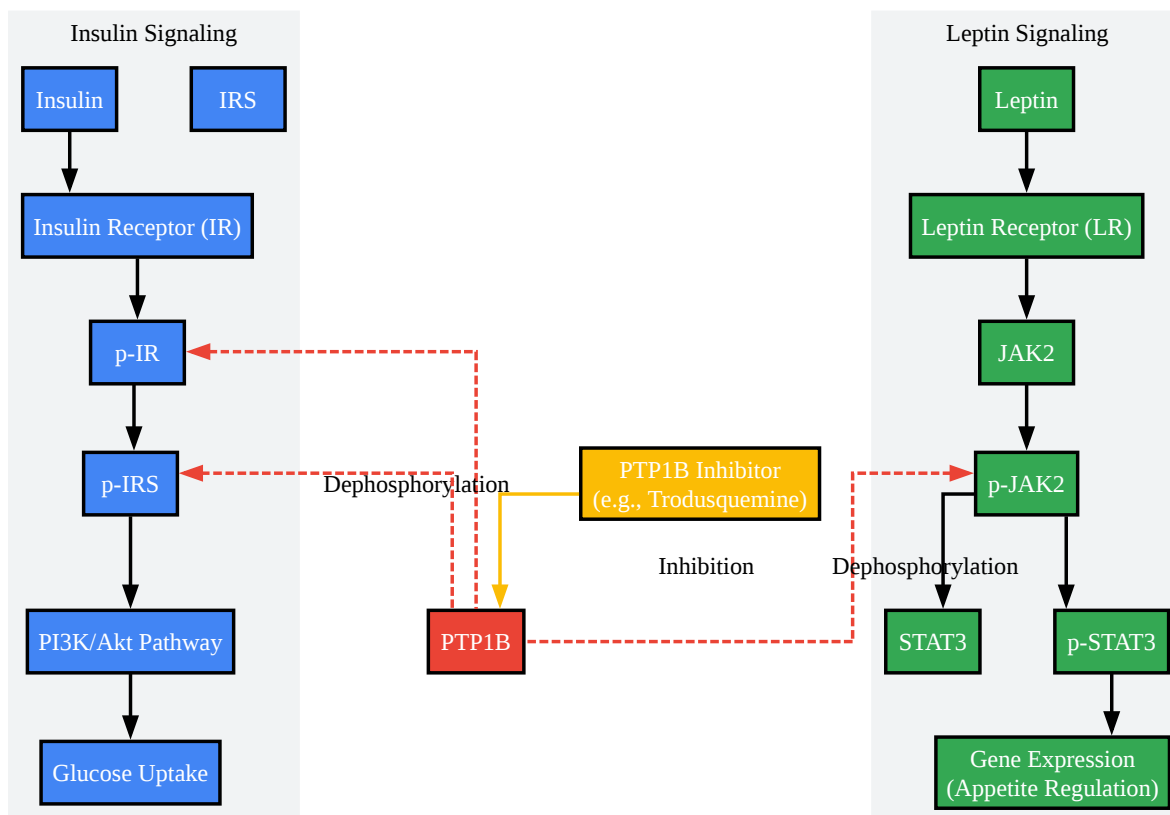 Insulin Signaling
Insulin
IRS
Insulin Receptor (IR)
p-IR
p-IRS
PI3K/Akt Pathway
Glucose Uptake
Dephosphorylation
PTP1B Inhibitor
(e.g., Trodusquemine)
Inhibition
PTP1B
Dephosphorylation
Leptin Signaling
Leptin
Leptin Receptor (LR)
JAK2
p-JAK2
STAT3
p-STAT3
Gene Expression
(Appetite Regulation)